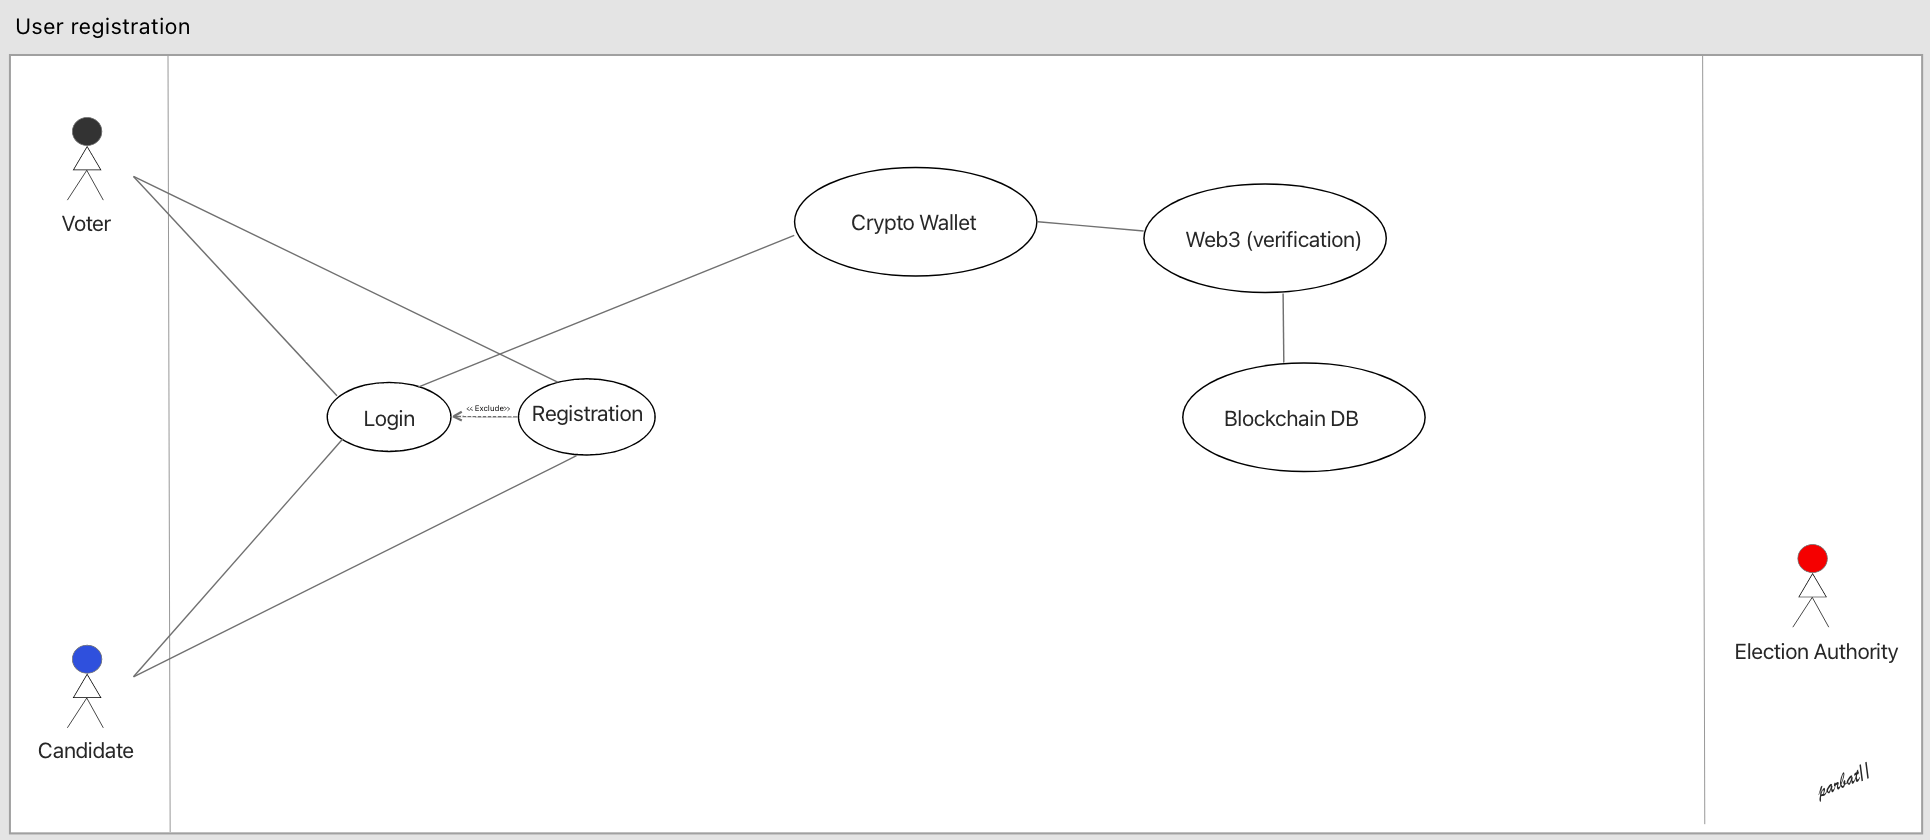 User registration
Voter
Crypto Wallet
Web3 (verification)
Login
<< Exclude>>
Registration
Blockchain DB
Election Authority
Candidate
parbat||